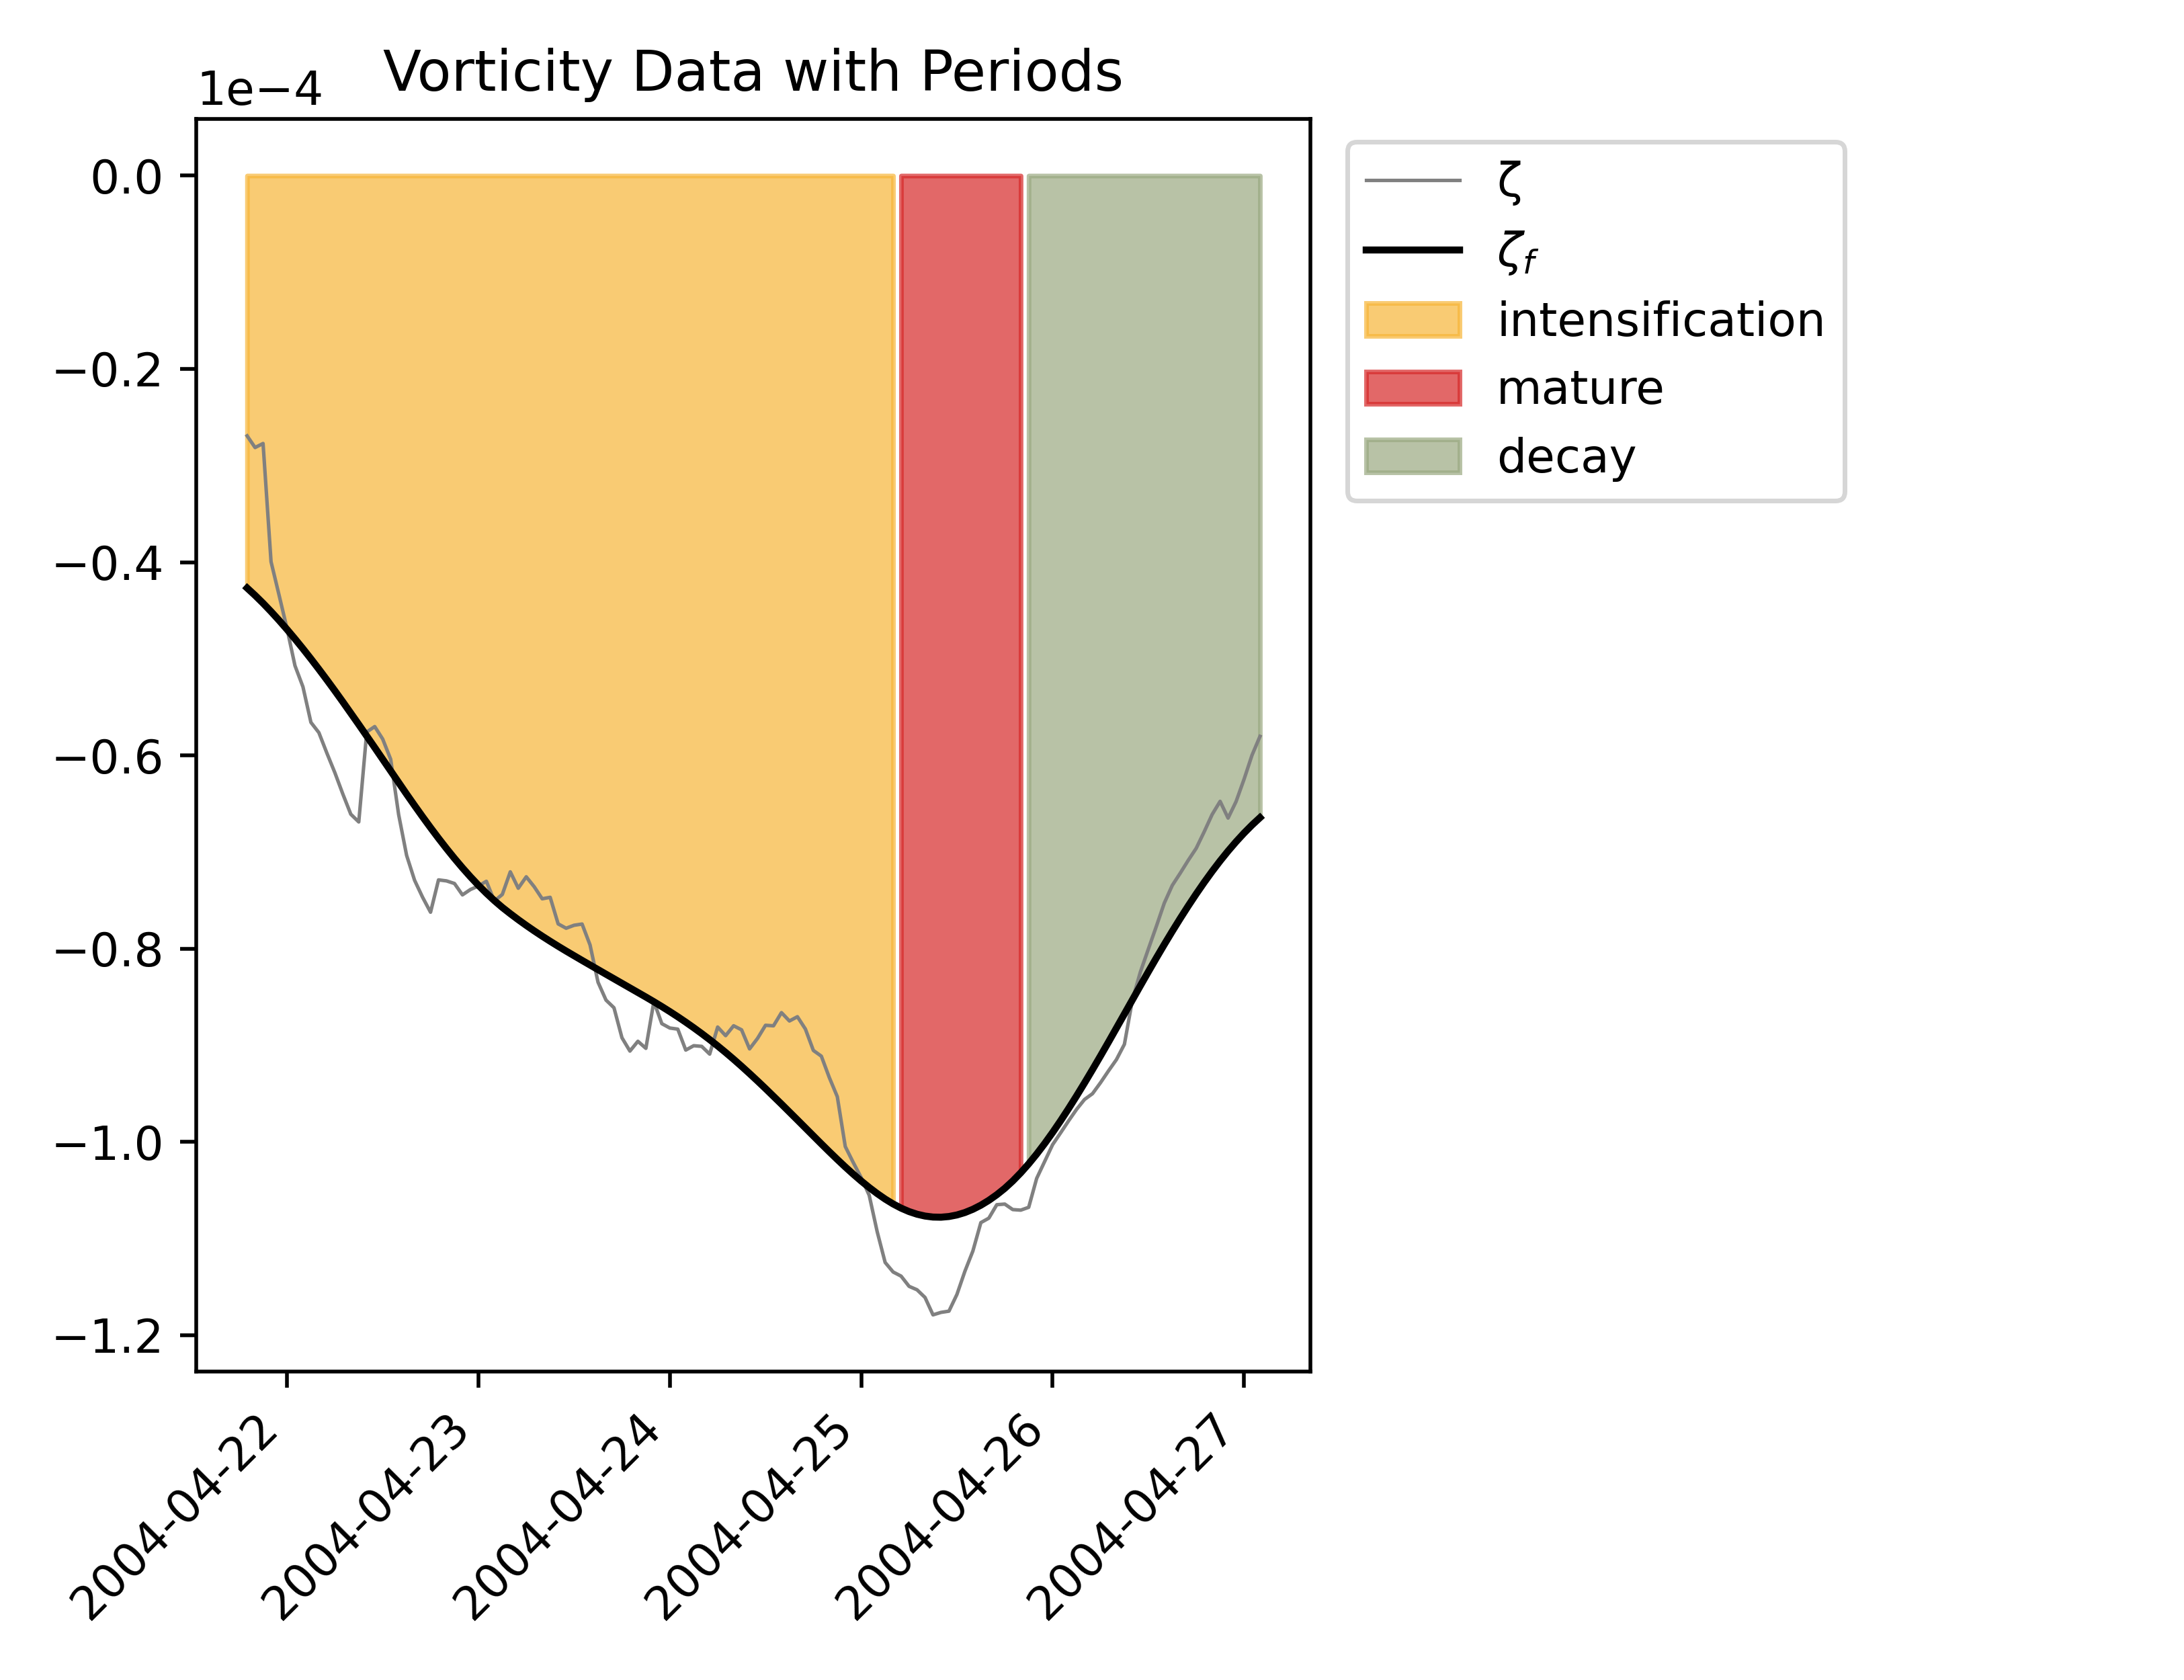 Vorticity Data with Periods
1e−4
0.0
−0.2
−0.4
−0.6
−0.8
−1.0
−1.2
2004-04-22
2004-04-23
2004-04-24
2004-04-25
2004-04-26
2004-04-27
ζ
ζf
intensification
mature
decay